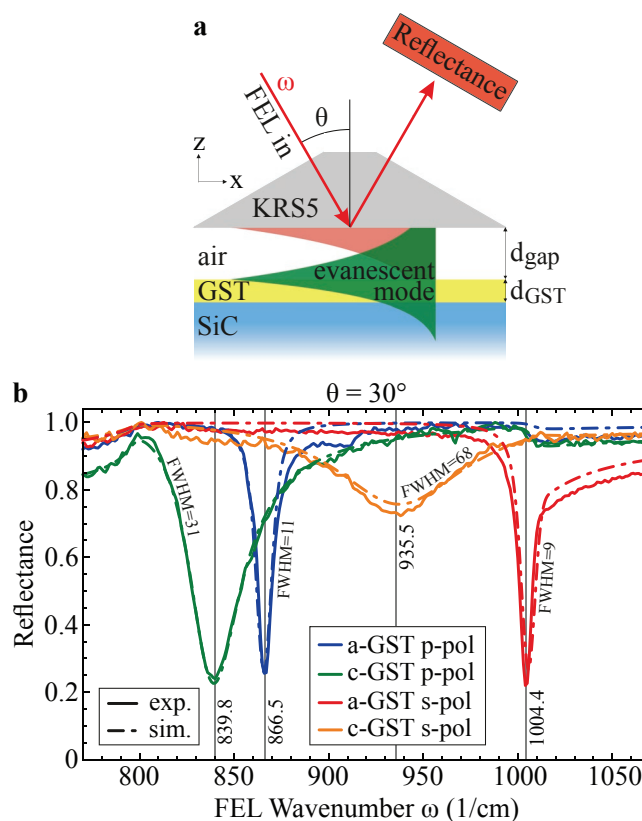 a
Reflectance
ω
FEL in
θ
z
x
KRS5
air
evanescent
mode
d_gap
GST
d_GST
SiC
b
θ = 30°
1.0
0.8
0.6
0.4
0.2
0
Reflectance
FWHM=31
FWHM=11
FWHM=68
FWHM=9
935.5
839.8
866.5
1004.4
exp.
sim.
a-GST p-pol
c-GST p-pol
a-GST s-pol
c-GST s-pol
800 850 900 950 1000 1050
FEL Wavenumber ω (1/cm)